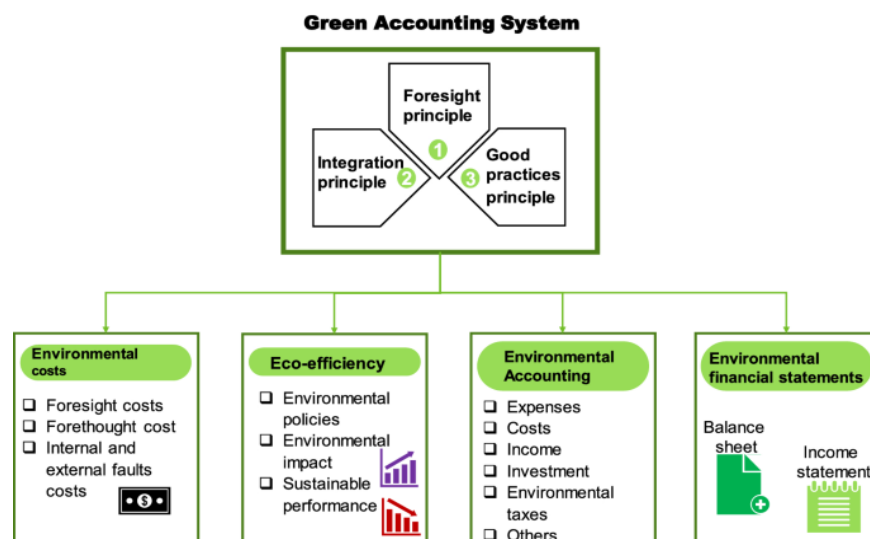 Green Accounting System
Foresight
principle
1
Integration
principle
2
Good
practices
principle
3
Environmental
costs
Foresight costs
Forethought cost
Internal and
external faults
costs
$
Eco-efficiency
Environmental
policies
Environmental
impact
Sustainable
performance
Environmental
Accounting
Expenses
Costs
Income
Investment
Environmental
taxes
Others
Environmental
financial statements
Balance
sheet
Income
statement